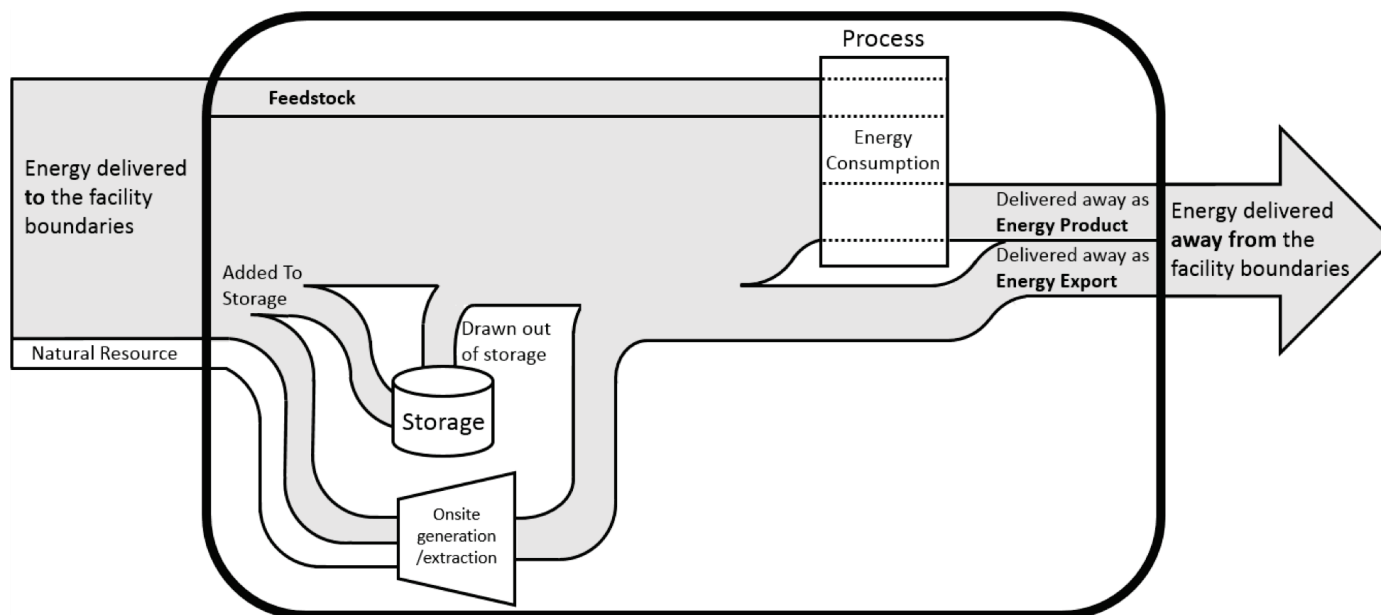 Process
Feedstock
Energy
Consumption
Energy delivered
to the facility
boundaries
Delivered away as
Energy Product
Delivered away as
Energy Export
Energy delivered
away from the
facility boundaries
Added To
Storage
Drawn out
of storage
Natural Resource
Storage
Onsite
generation
/extraction